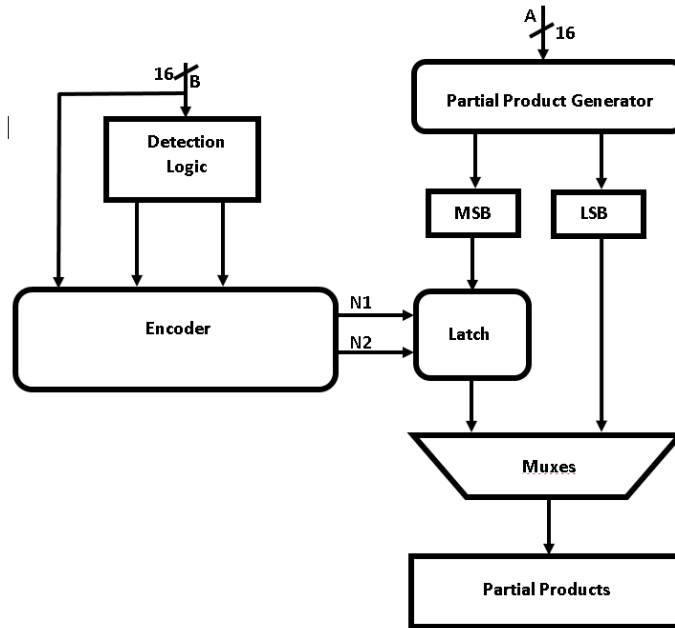 A
16
16
B
Partial Product Generator
Detection
Logic
MSB
LSB
N1
Encoder
Latch
N2
Muxes
Partial Products